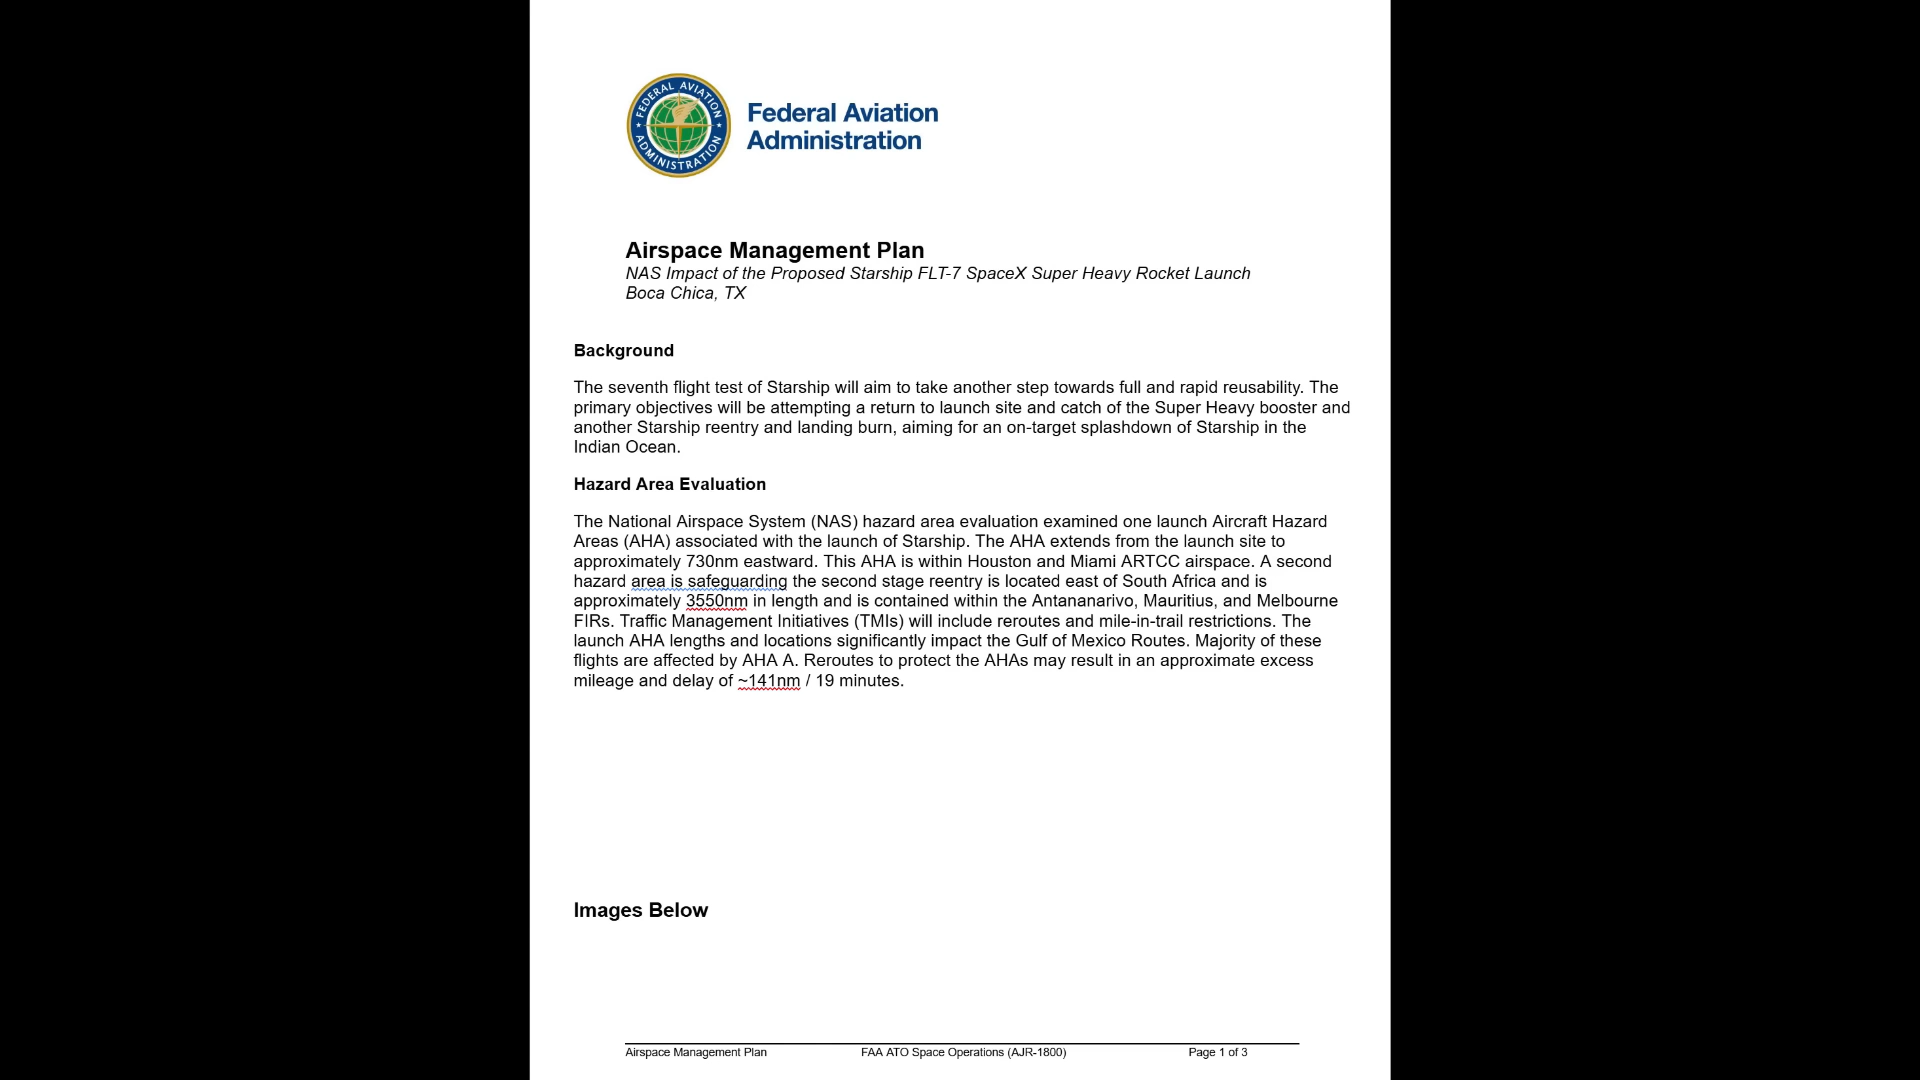 FEDERAL AVIATION
ADMINISTRATION
Federal Aviation
Administration
Airspace Management Plan
NAS Impact of the Proposed Starship FLT-7 SpaceX Super Heavy Rocket Launch
Boca Chica, TX
Background
The seventh flight test of Starship will aim to take another step towards full and rapid reusability. The
primary objectives will be attempting a return to launch site and catch of the Super Heavy booster and
another Starship reentry and landing burn, aiming for an on-target splashdown of Starship in the
Indian Ocean.
Hazard Area Evaluation
The National Airspace System (NAS) hazard area evaluation examined one launch Aircraft Hazard
Areas (AHA) associated with the launch of Starship. The AHA extends from the launch site to
approximately 730nm eastward. This AHA is within Houston and Miami ARTCC airspace. A second
hazard area is safeguarding the second stage reentry is located east of South Africa and is
approximately 3550nm in length and is contained within the Antananarivo, Mauritius, and Melbourne
FIRs. Traffic Management Initiatives (TMIs) will include reroutes and mile-in-trail restrictions. The
launch AHA lengths and locations significantly impact the Gulf of Mexico Routes. Majority of these
flights are affected by AHA A. Reroutes to protect the AHAs may result in an approximate excess
mileage and delay of ~141nm / 19 minutes.
Images Below
Airspace Management Plan FAA ATO Space Operations (AJR-1800) Page 1 of 3